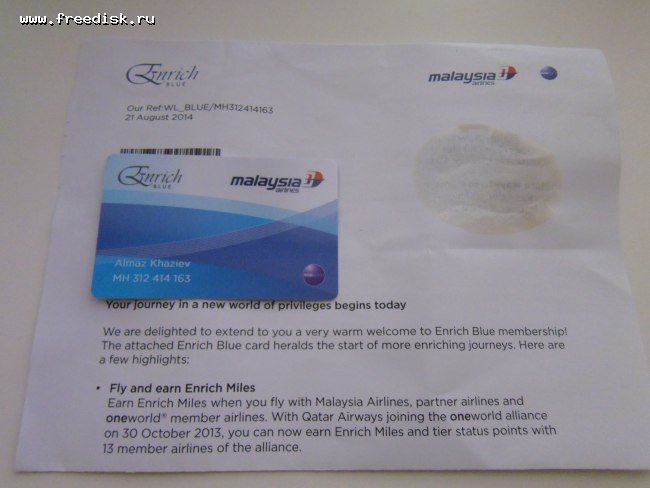 www.freedisk.ru
Enrich
BLUE
malaysia
airlines
Our Ref:WL_BLUE/MH312414163
21 August 2014
Enrich
BLUE
malaysia
airlines
Almaz Khaziev
MH 312 414 163
Your journey in a new world of privileges begins today
We are delighted to extend to you a very warm welcome to Enrich Blue membership!
The attached Enrich Blue card heralds the start of more enriching journeys. Here are
a few highlights:
• Fly and earn Enrich Miles
Earn Enrich Miles when you fly with Malaysia Airlines, partner airlines and
oneworld® member airlines. With Qatar Airways joining the oneworld alliance
on 30 October 2013, you can now earn Enrich Miles and tier status points with
13 member airlines of the alliance.